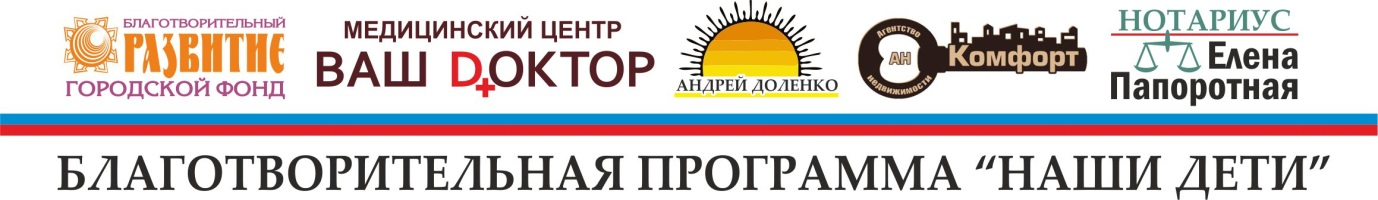 БЛАГОТВОРИТЕЛЬНЫЙ
РАЗВИТИЕ
ГОРОДСКОЙ ФОНД
МЕДИЦИНСКИЙ ЦЕНТР
ВАШ ДОКТОР
АНДРЕЙ ДОЛЕНКО
Агентство
АН
недвижимости
Комфорт
НОТАРИУС
Елена
Папоротная
БЛАГОТВОРИТЕЛЬНАЯ ПРОГРАММА “НАШИ ДЕТИ”